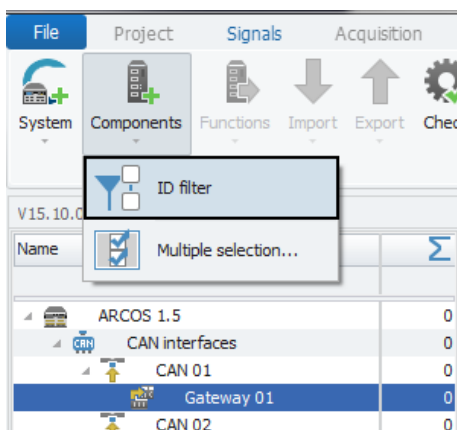 File Project Signals Acquisition
System Components Functions Import Export Chec
ID filter
V15.10.0
Multiple selection...
Name Σ
ARCOS 1.5 0
CAN CAN interfaces 0
CAN 01 0
Gateway 01 0
CAN 02 0